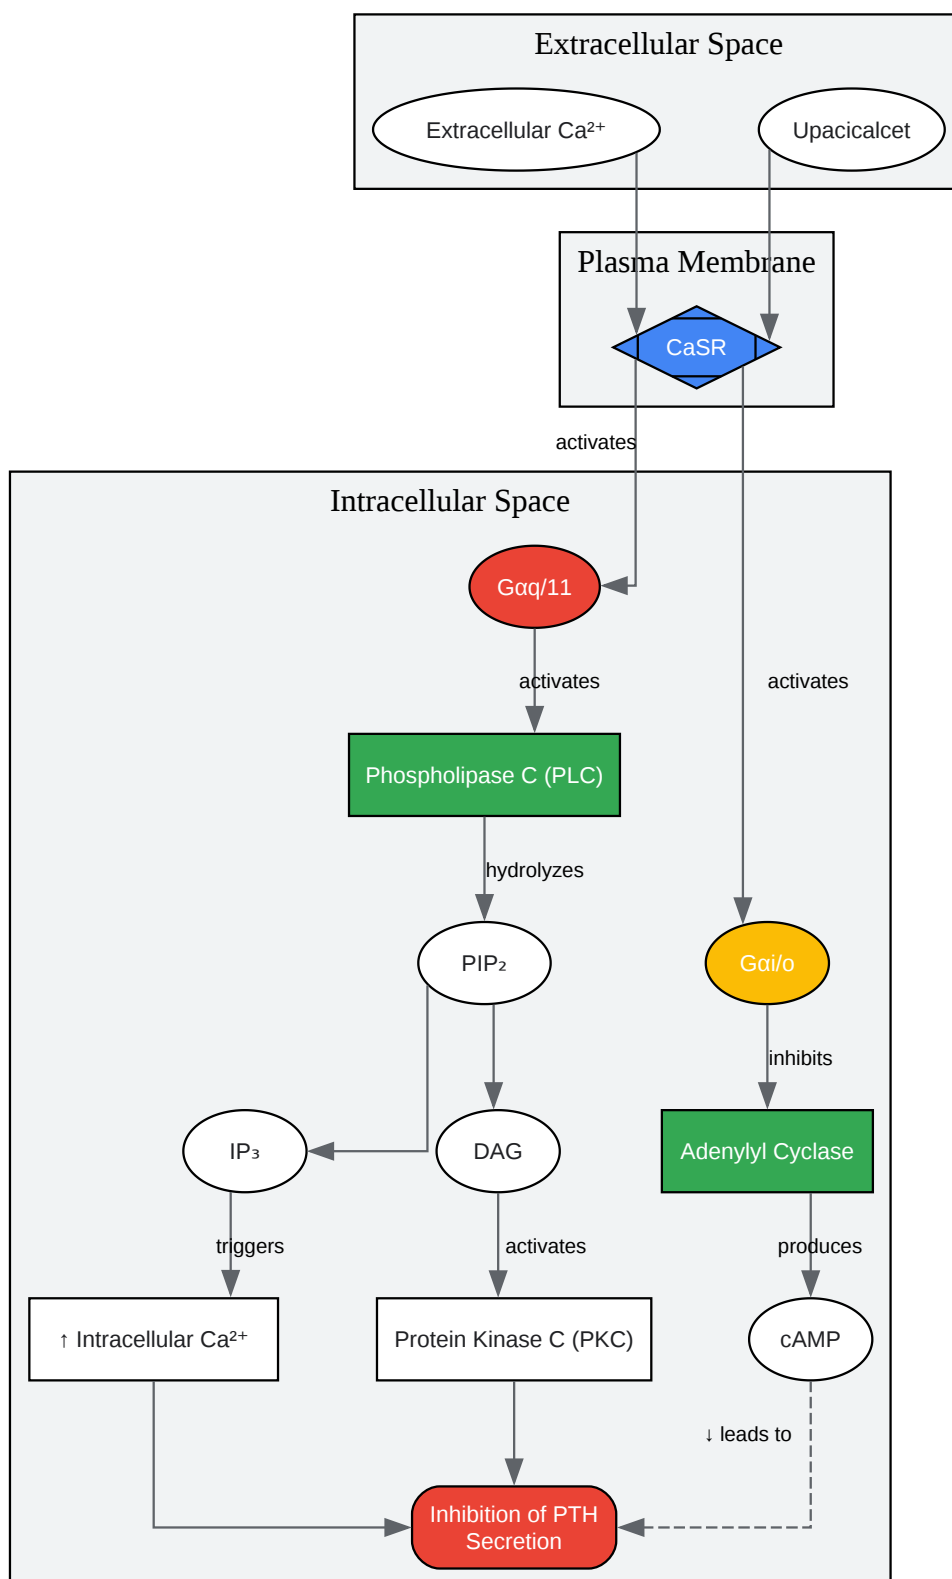 Extracellular Space
Extracellular Ca²⁺
Upacicalcet
Plasma Membrane
CaSR
activates
Intracellular Space
Gαq/11
activates
activates
Phospholipase C (PLC)
hydrolyzes
PIP₂
Gαi/o
inhibits
IP₃
DAG
Adenylyl Cyclase
triggers
activates
produces
↑ Intracellular Ca²⁺
Protein Kinase C (PKC)
cAMP
↓ leads to
Inhibition of PTH
Secretion